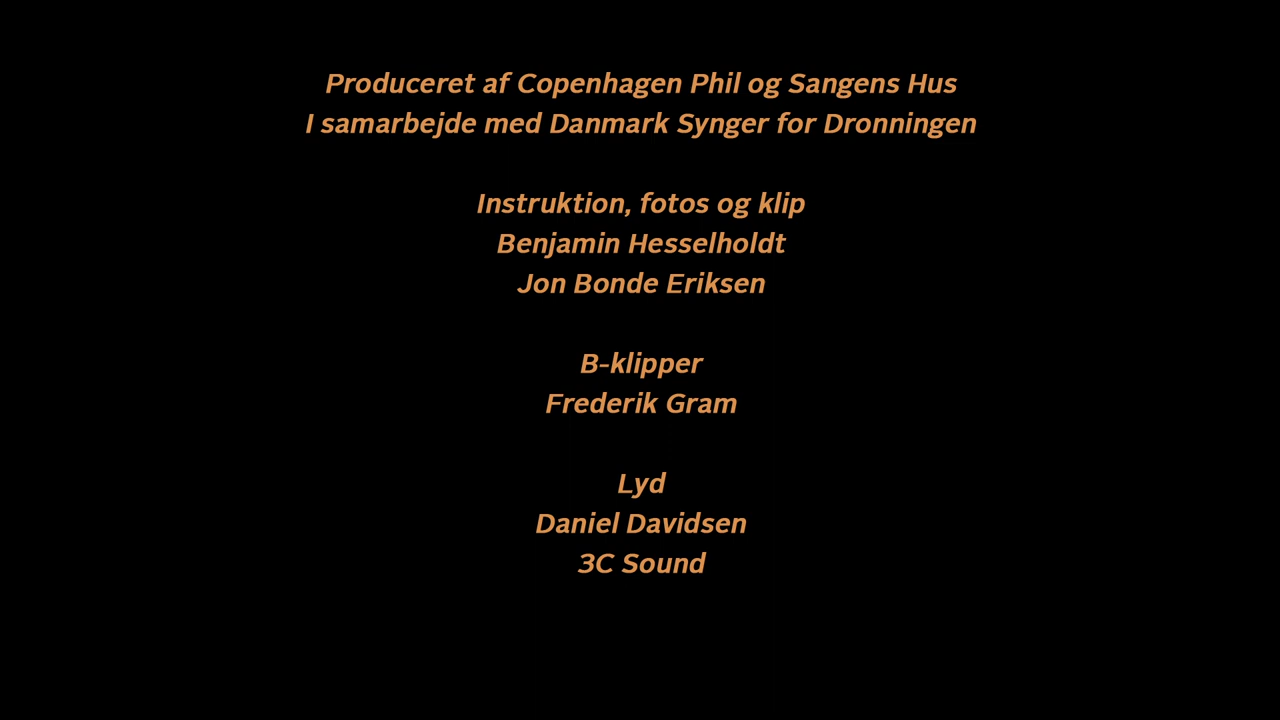 Produceret af Copenhagen Phil og Sangens Hus
I samarbejde med Danmark Synger for Dronningen
Instruktion, fotos og klip
Benjamin Hesselholdt
Jon Bonde Eriksen
B-klipper
Frederik Gram
Lyd
Daniel Davidsen
3C Sound